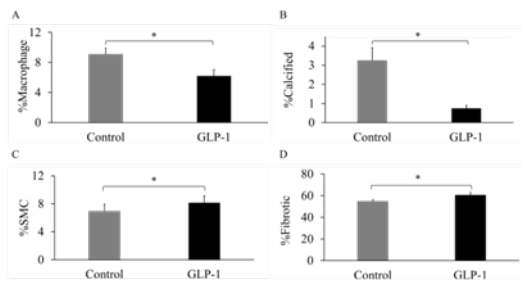 A
%Macrophage
12
8
4
0
*
Control
GLP-1
B
%Calcified
4
3
2
1
0
*
Control
GLP-1
C
%SMC
12
8
4
0
*
Control
GLP-1
D
%Fibrotic
80
60
40
20
0
*
Control
GLP-1